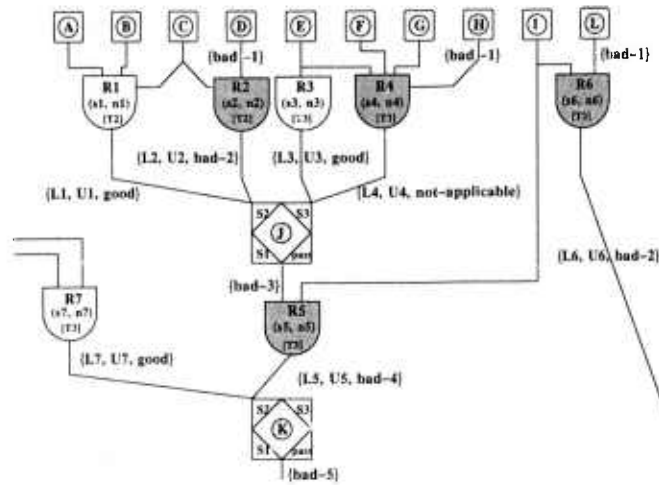 A B C D E F G H I L
{bad-1} {bad-1} {bad-1}
R1 R2 R3 R4 R6
(s1, n1) (s2, n2) (s3, n3) (s4, n4) (s6, n6)
[T2] [T2] [T3]
{L2, U2, bad-2} {L3, U3, good}
{L1, U1, good} {L4, U4, not-applicable}
S2 S3
J
S1 pass
{L6, U6, bad-2}
{bad-3}
R7 R5
(s7, n7) (s5, n5)
[T3]
{L7, U7, good}
{L5, U5, bad-4}
S2 S3
K
S1 pass
{bad-5}